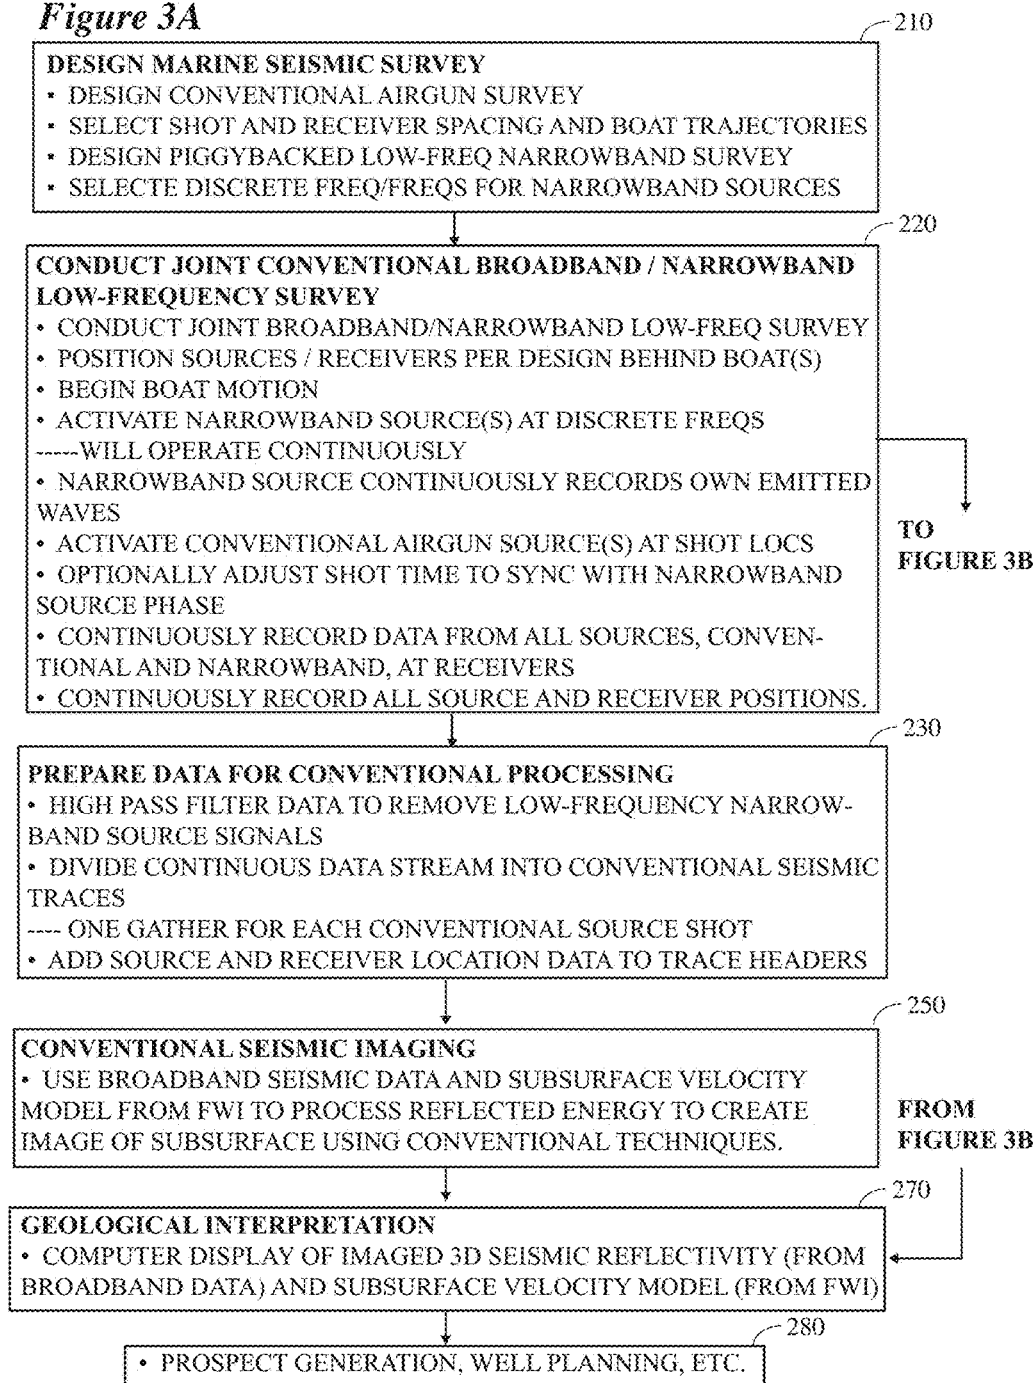 Figure 3A
210
DESIGN MARINE SEISMIC SURVEY
• DESIGN CONVENTIONAL AIRGUN SURVEY
• SELECT SHOT AND RECEIVER SPACING AND BOAT TRAJECTORIES
• DESIGN PIGGYBACKED LOW-FREQ NARROWBAND SURVEY
• SELECTE DISCRETE FREQ/FREQS FOR NARROWBAND SOURCES
220
CONDUCT JOINT CONVENTIONAL BROADBAND / NARROWBAND
LOW-FREQUENCY SURVEY
• CONDUCT JOINT BROADBAND/NARROWBAND LOW-FREQ SURVEY
• POSITION SOURCES / RECEIVERS PER DESIGN BEHIND BOAT(S)
• BEGIN BOAT MOTION
• ACTIVATE NARROWBAND SOURCE(S) AT DISCRETE FREQS
-----WILL OPERATE CONTINUOUSLY
• NARROWBAND SOURCE CONTINUOUSLY RECORDS OWN EMITTED
WAVES
• ACTIVATE CONVENTIONAL AIRGUN SOURCE(S) AT SHOT LOCS
• OPTIONALLY ADJUST SHOT TIME TO SYNC WITH NARROWBAND
SOURCE PHASE
• CONTINUOUSLY RECORD DATA FROM ALL SOURCES, CONVEN-
TIONAL AND NARROWBAND, AT RECEIVERS
• CONTINUOUSLY RECORD ALL SOURCE AND RECEIVER POSITIONS.
TO
FIGURE 3B
230
PREPARE DATA FOR CONVENTIONAL PROCESSING
• HIGH PASS FILTER DATA TO REMOVE LOW-FREQUENCY NARROW-
BAND SOURCE SIGNALS
• DIVIDE CONTINUOUS DATA STREAM INTO CONVENTIONAL SEISMIC
TRACES
---- ONE GATHER FOR EACH CONVENTIONAL SOURCE SHOT
• ADD SOURCE AND RECEIVER LOCATION DATA TO TRACE HEADERS
250
CONVENTIONAL SEISMIC IMAGING
• USE BROADBAND SEISMIC DATA AND SUBSURFACE VELOCITY
MODEL FROM FWI TO PROCESS REFLECTED ENERGY TO CREATE
IMAGE OF SUBSURFACE USING CONVENTIONAL TECHNIQUES.
FROM
FIGURE 3B
270
GEOLOGICAL INTERPRETATION
• COMPUTER DISPLAY OF IMAGED 3D SEISMIC REFLECTIVITY (FROM
BROADBAND DATA) AND SUBSURFACE VELOCITY MODEL (FROM FWI)
280
• PROSPECT GENERATION, WELL PLANNING, ETC.